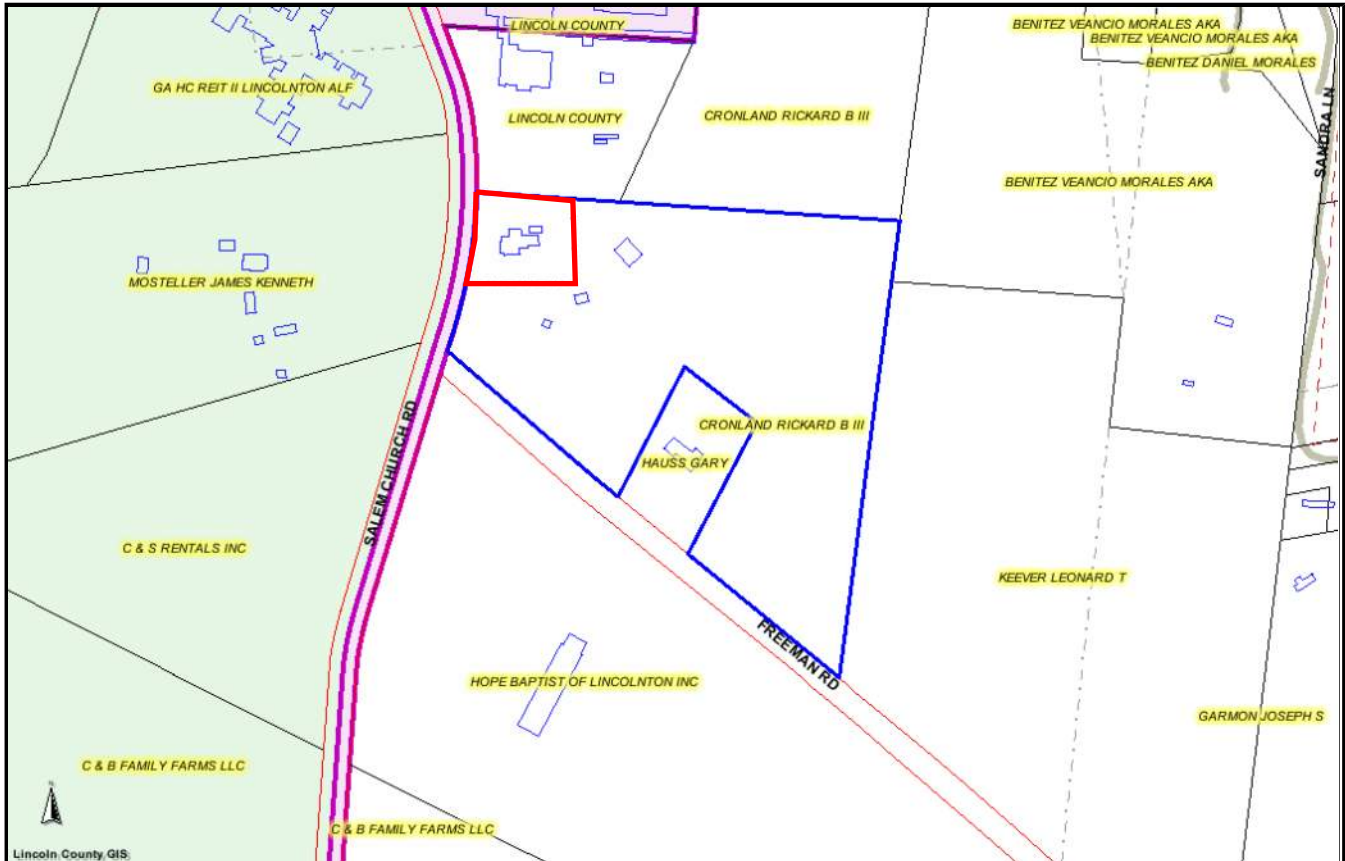 LINCOLN COUNTY
BENITEZ VEANCIO MORALES AKA
BENITEZ VEANCIO MORALES AKA
BENITEZ DANIEL MORALES
GA HC REIT II LINCOLNTON ALF
LINCOLN COUNTY
CRONLAND RICKARD B III
SANDRA LN
BENITEZ VEANCIO MORALES AKA
MOSTELLER JAMES KENNETH
CRONLAND RICKARD B III
HAUSS GARY
SALEM CHURCH RD
C & S RENTALS INC
KEEVER LEONARD T
FREEMAN RD
HOPE BAPTIST OF LINCOLNTON INC
GARMON JOSEPH S
C & B FAMILY FARMS LLC
C & B FAMILY FARMS LLC
Lincoln County GIS